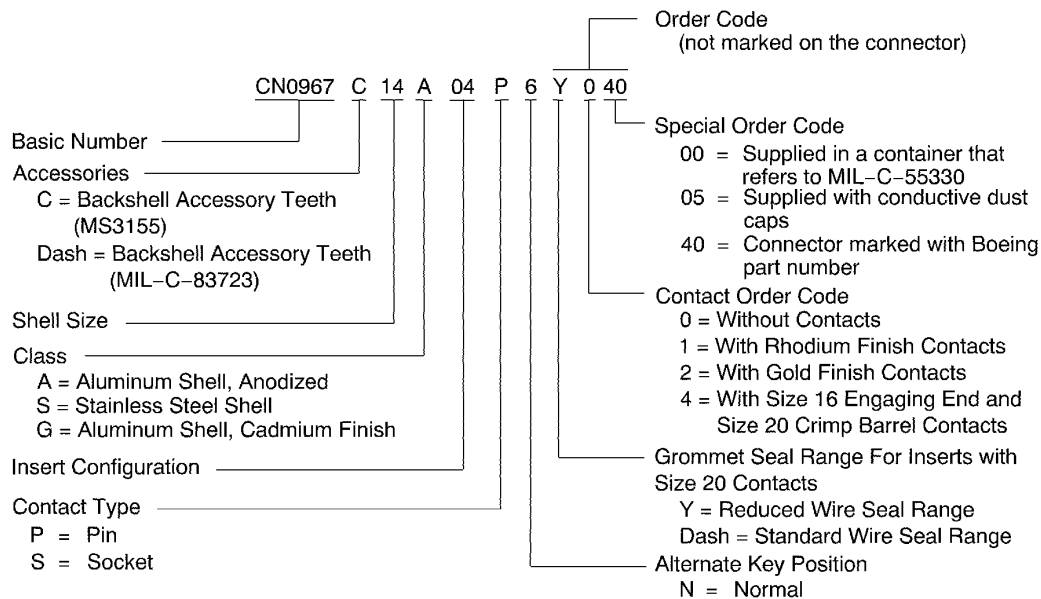 Order Code
(not marked on the connector)
CN0967 C 14 A 04 P 6 Y 0 40
Basic Number
Accessories
C = Backshell Accessory Teeth
(MS3155)
Dash = Backshell Accessory Teeth
(MIL−C−83723)
Shell Size
Class
A = Aluminum Shell, Anodized
S = Stainless Steel Shell
G = Aluminum Shell, Cadmium Finish
Insert Configuration
Contact Type
P = Pin
S = Socket
Special Order Code
00 = Supplied in a container that
refers to MIL−C−55330
05 = Supplied with conductive dust
caps
40 = Connector marked with Boeing
part number
Contact Order Code
0 = Without Contacts
1 = With Rhodium Finish Contacts
2 = With Gold Finish Contacts
4 = With Size 16 Engaging End and
Size 20 Crimp Barrel Contacts
Grommet Seal Range For Inserts with
Size 20 Contacts
Y = Reduced Wire Seal Range
Dash = Standard Wire Seal Range
Alternate Key Position
N = Normal